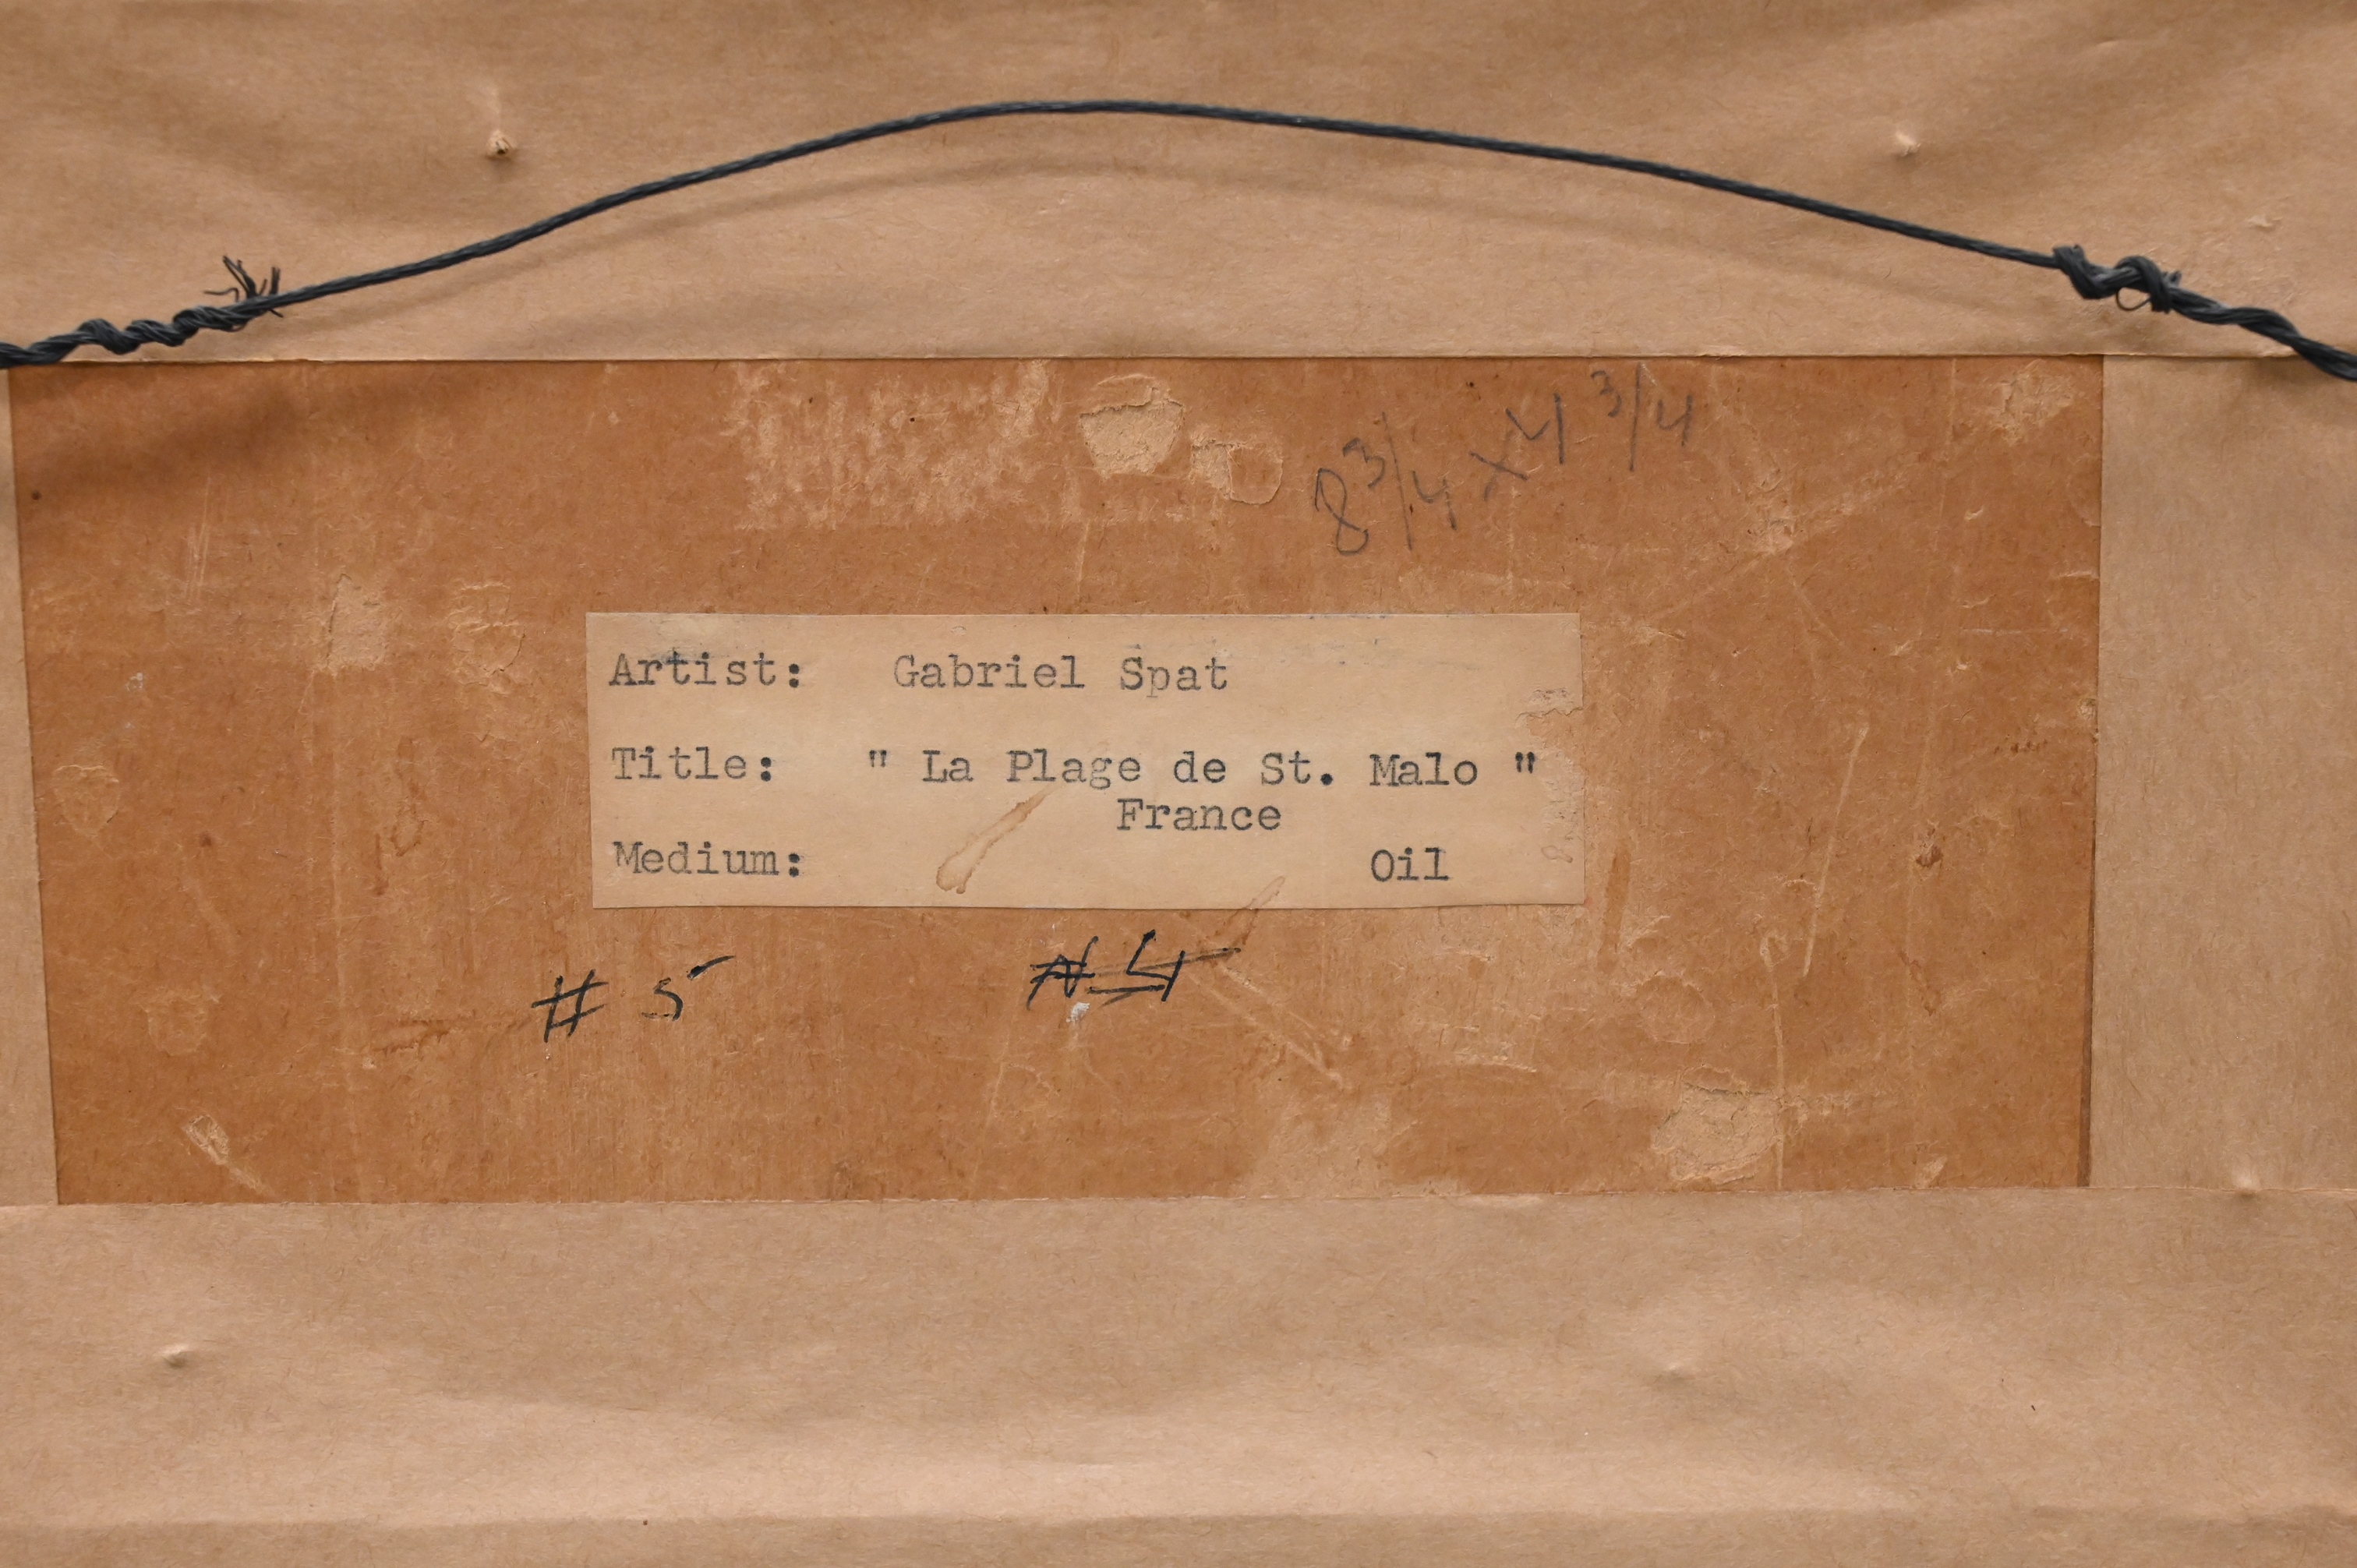 8 3/4 x 4 3/4
Artist: Gabriel Spat
Title: " La Plage de St. Malo "
France
Medium: Oil
# 5 # 4